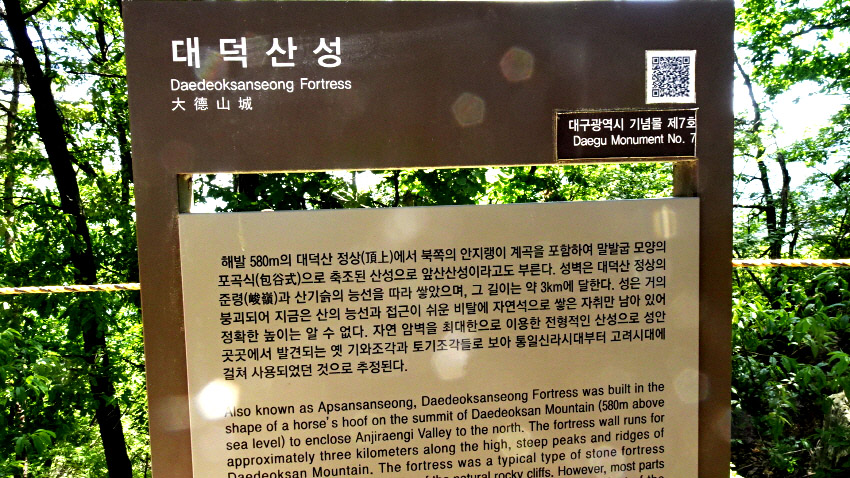 대덕산성
Daedeoksanseong Fortress
大德山城
대구광역시 기념물 제7호
Daegu Monument No. 7
해발 580m의 대덕산 정상(頂上)에서 북쪽의 안지랭이 계곡을 포함하여 말발굽 모양의
포곡식(包谷式)으로 축조된 산성으로 앞산산성이라고도 부른다. 성벽은 대덕산 정상의
준령(峻嶺)과 산기슭의 능선을 따라 쌓았으며, 그 길이는 약 3km에 달한다. 성은 거의
붕괴되어 지금은 산의 능선과 접근이 쉬운 비탈에 자연석으로 쌓은 자취만 남아 있어
정확한 높이는 알 수 없다. 자연 암벽을 최대한으로 이용한 전형적인 산성으로 성안
곳곳에서 발견되는 옛 기와조각과 토기조각들로 보아 통일신라시대부터 고려시대에
걸쳐 사용되었던 것으로 추정된다.
Also known as Apsansanseong, Daedeoksanseong Fortress was built in the
shape of a horse's hoof on the summit of Daedeoksan Mountain (580m above
sea level) to enclose Anjiraengi Valley to the north. The fortress wall runs for
approximately three kilometers along the high, steep peaks and ridges of
Daedeoksan Mountain. The fortress was a typical type of stone fortress
of the natural rocky cliffs. However, most parts
of the